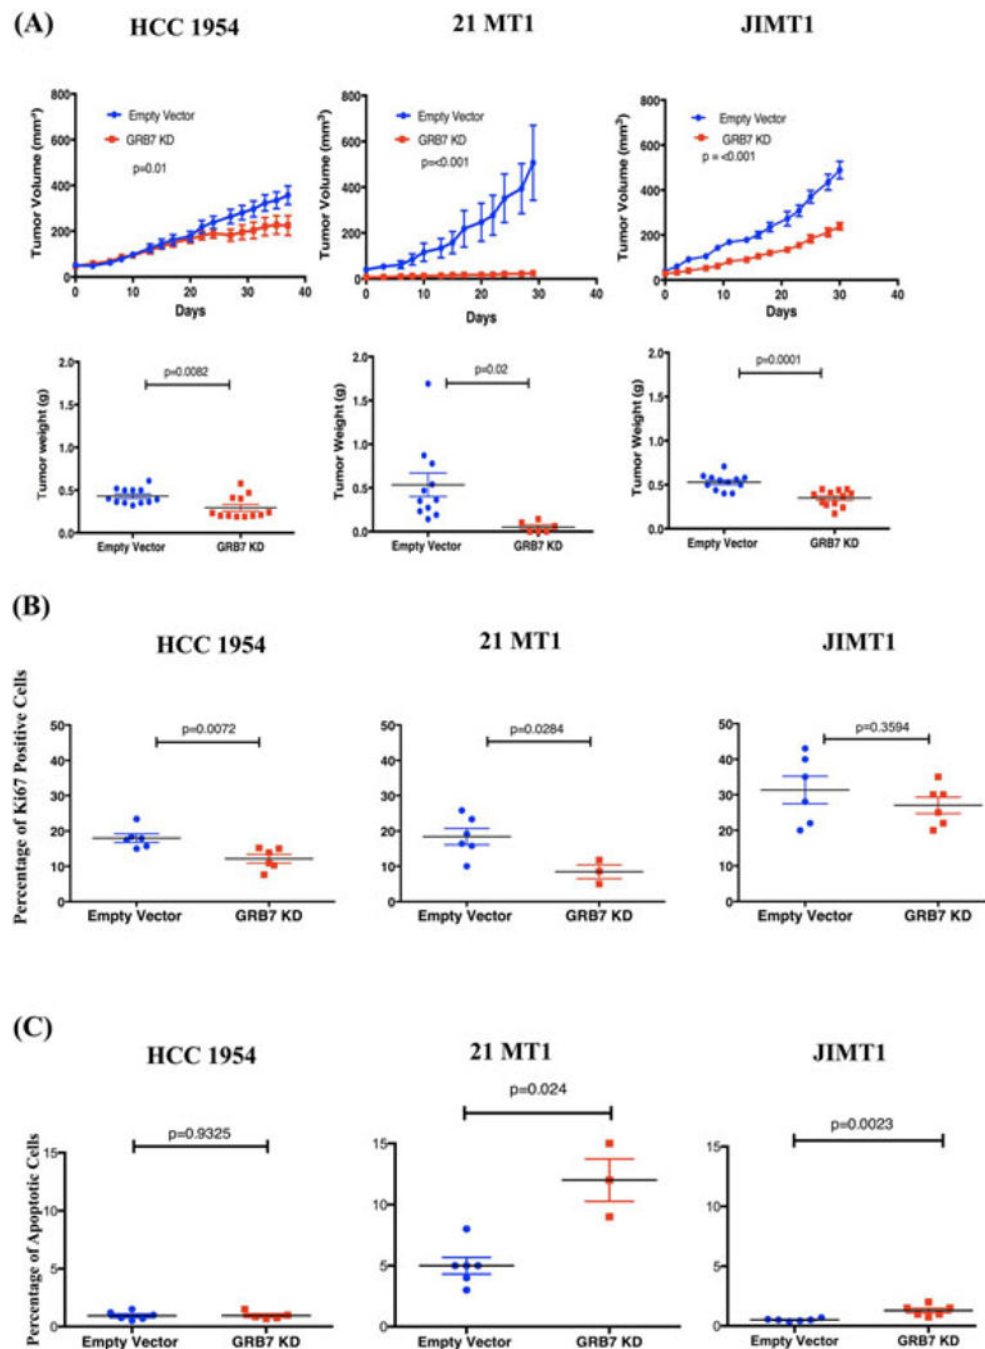 (A)
HCC 1954
21 MT1
JIMT1
Tumor Volume (mm³)
800
600
400
200
0
Empty Vector
GRB7 KD
p=0.01
0 10 20 30 40
Days
Tumor Volume (mm³)
800
600
400
200
0
Empty Vector
GRB7 KD
p=<0.001
0 10 20 30 40
Days
Tumor Volume (mm³)
800
600
400
200
0
Empty Vector
GRB7 KD
p = <0.001
0 10 20 30 40
Days
Tumor weight (g)
2.0
1.5
1.0
0.5
0.0
p=0.0082
Empty Vector GRB7 KD
Tumor Weight (g)
2.0
1.5
1.0
0.5
0.0
p=0.02
Empty Vector GRB7 KD
Tumor Weight (g)
2.0
1.5
1.0
0.5
0.0
p=0.0001
Empty Vector GRB7 KD
(B)
HCC 1954
21 MT1
JIMT1
Percentage of Ki67 Positive Cells
50
40
30
20
10
0
p=0.0072
Empty Vector GRB7 KD
50
40
30
20
10
0
p=0.0284
Empty Vector GRB7 KD
50
40
30
20
10
0
p=0.3594
Empty Vector GRB7 KD
(C)
HCC 1954
21 MT1
JIMT1
Percentage of Apoptotic Cells
15
10
5
0
p=0.9325
Empty Vector GRB7 KD
15
10
5
0
p=0.024
Empty Vector GRB7 KD
15
10
5
0
p=0.0023
Empty Vector GRB7 KD